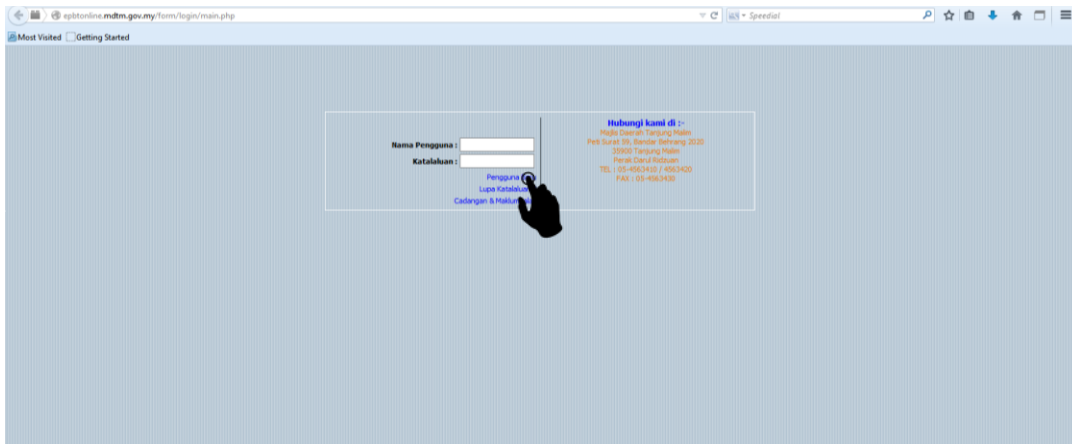 epbtonline.mdtm.gov.my/form/login/main.php
Speedial
Most Visited Getting Started
Nama Pengguna :
Katalaluan :
Pengguna
Lupa Katalaluan
Cadangan &
Hubungi kami di :-
Majlis Daerah Tanjung Malim
Peti Surat 59, Bandar Behrang 2020
35900 Tanjung Malim
Perak Darul Ridzuan
TEL : 05-4563410 / 4563420
FAX : 05-4563430